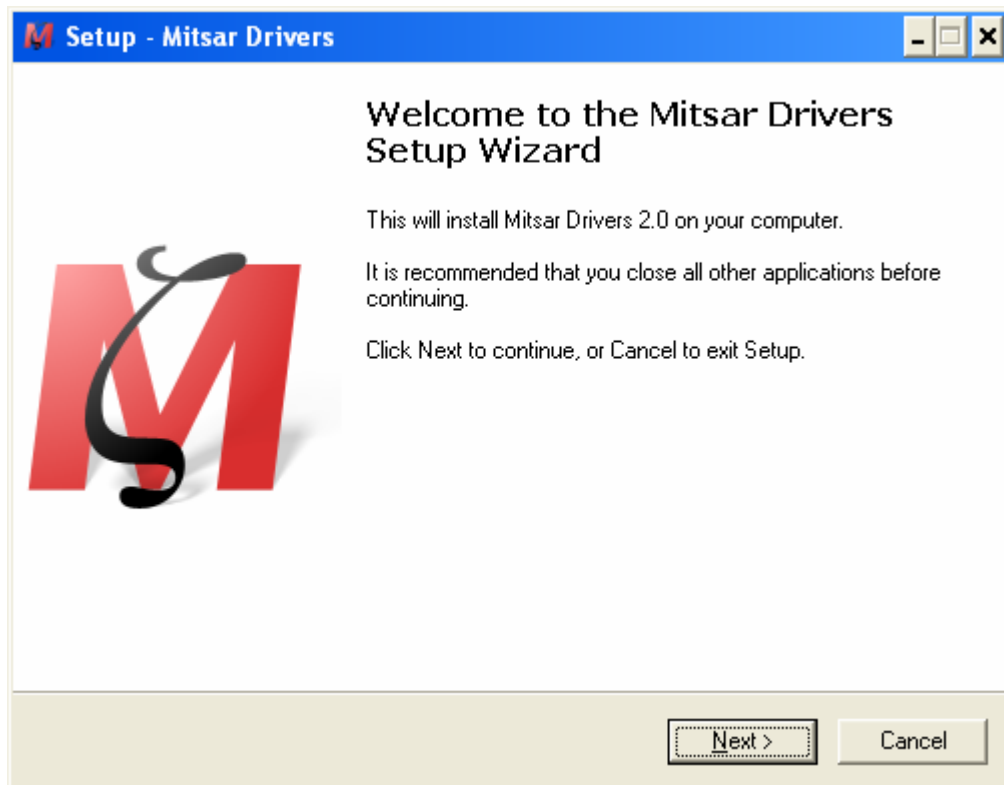 Setup - Mitsar Drivers
Welcome to the Mitsar Drivers
Setup Wizard
This will install Mitsar Drivers 2.0 on your computer.
It is recommended that you close all other applications before
continuing.
Click Next to continue, or Cancel to exit Setup.
Mζ
Next >
Cancel